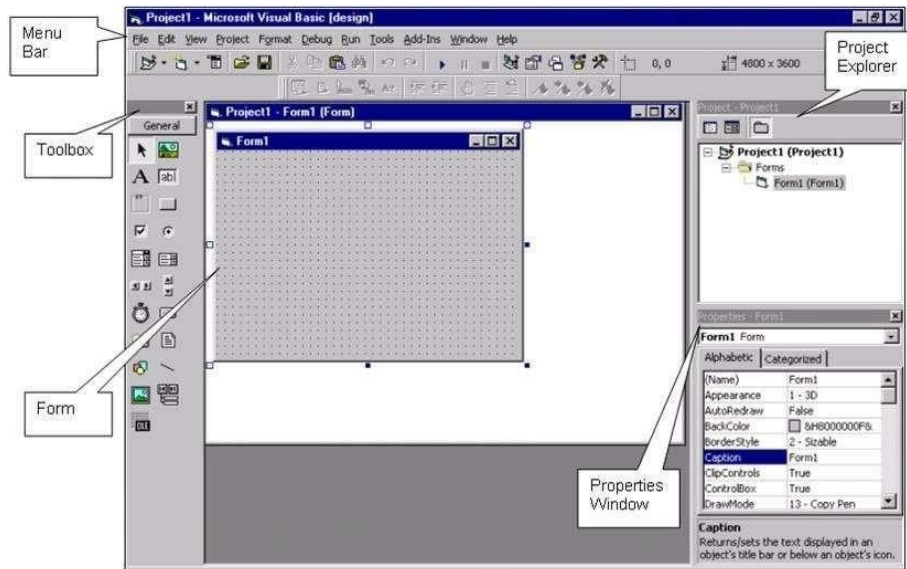 Project1 - Microsoft Visual Basic [design]
Menu
Bar
File Edit View Project Format Debug Run Tools Add-Ins Window Help
0, 0
4800 x 3600
Project
Explorer
Toolbox
General
A
abl
OLE
Project1 - Form1 (Form)
Form1
Form
Project - Project1
Project1 (Project1)
Forms
Form1 (Form1)
Properties - Form1
Form1 Form
Alphabetic Categorized
(Name) Form1
Appearance 1 - 3D
AutoRedraw False
BackColor &H8000000F&
BorderStyle 2 - Sizable
Caption Form1
ClipControls True
ControlBox True
DrawMode 13 - Copy Pen
Properties
Window
Caption
Returns/sets the text displayed in an
object's title bar or below an object's icon.